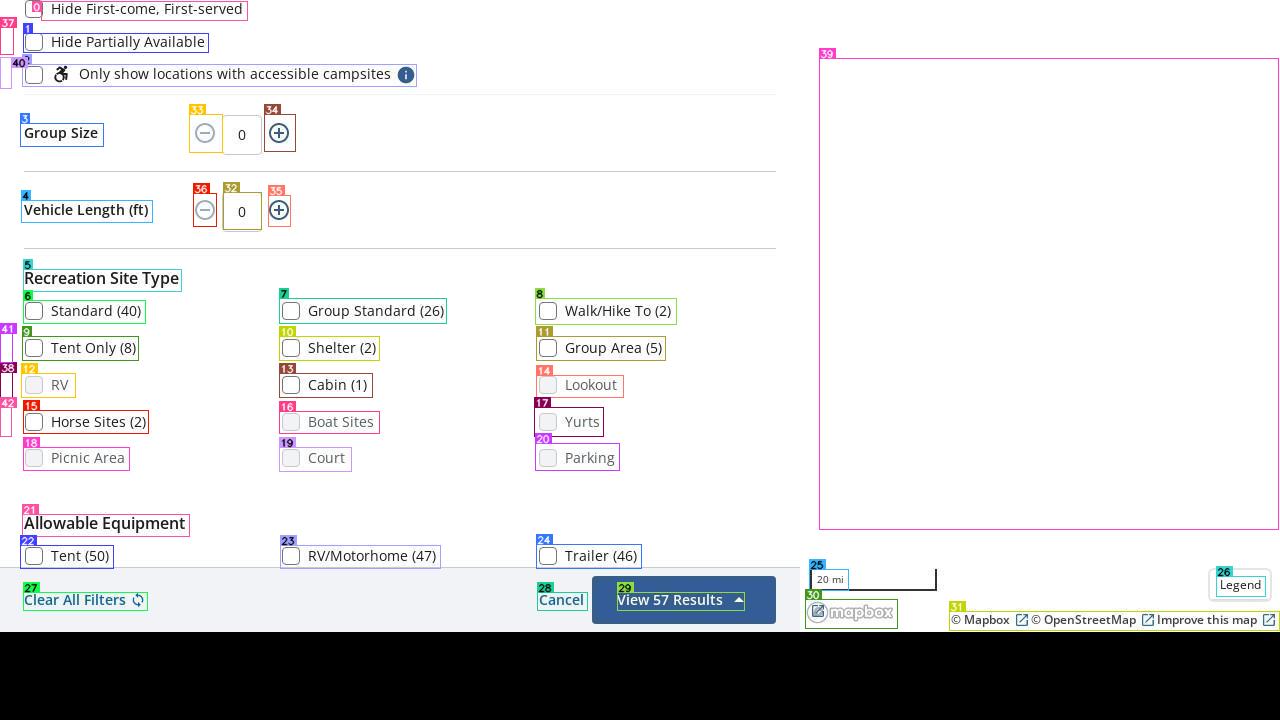 Hide First-come, First-served
Hide Partially Available
Only show locations with accessible campsites
Group Size
0
Vehicle Length (ft)
0
Recreation Site Type
Standard (40)
Group Standard (26)
Walk/Hike To (2)
Tent Only (8)
Shelter (2)
Group Area (5)
RV
Cabin (1)
Lookout
Horse Sites (2)
Boat Sites
Yurts
Picnic Area
Court
Parking
Allowable Equipment
Tent (50)
RV/Motorhome (47)
Trailer (46)
Clear All Filters
Cancel
View 57 Results
20 mi
Legend
mapbox
© Mapbox © OpenStreetMap Improve this map
0
1
3
4
5
6
7
8
9
10
11
12
13
14
15
16
17
18
19
20
21
22
23
24
25
26
27
28
29
30
31
32
33
34
35
36
37
38
39
40
41
42